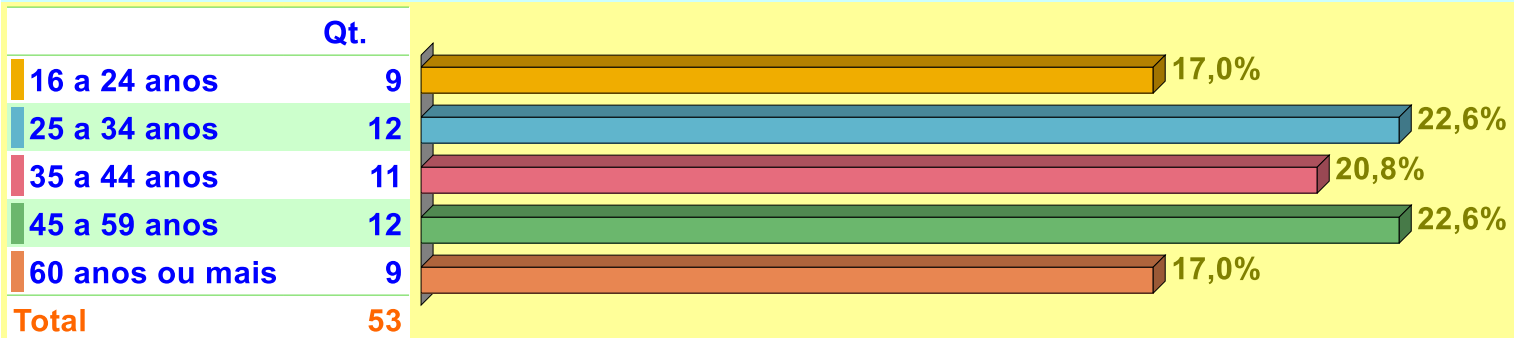 Qt.
16 a 24 anos 9 17,0%
25 a 34 anos 12 22,6%
35 a 44 anos 11 20,8%
45 a 59 anos 12 22,6%
60 anos ou mais 9 17,0%
Total 53